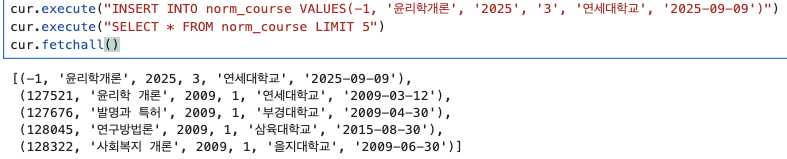 cur.execute("INSERT INTO norm_course VALUES(-1, '윤리학개론', '2025', '3', '연세대학교', '2025-09-09')")
cur.execute("SELECT * FROM norm_course LIMIT 5")
cur.fetchall()
[(-1, '윤리학개론', 2025, 3, '연세대학교', '2025-09-09'),
(127521, '윤리학 개론', 2009, 1, '연세대학교', '2009-03-12'),
(127676, '발명과 특허', 2009, 1, '부경대학교', '2009-04-30'),
(128045, '연구방법론', 2009, 1, '삼육대학교', '2015-08-30'),
(128322, '사회복지 개론', 2009, 1, '을지대학교', '2009-06-30')]